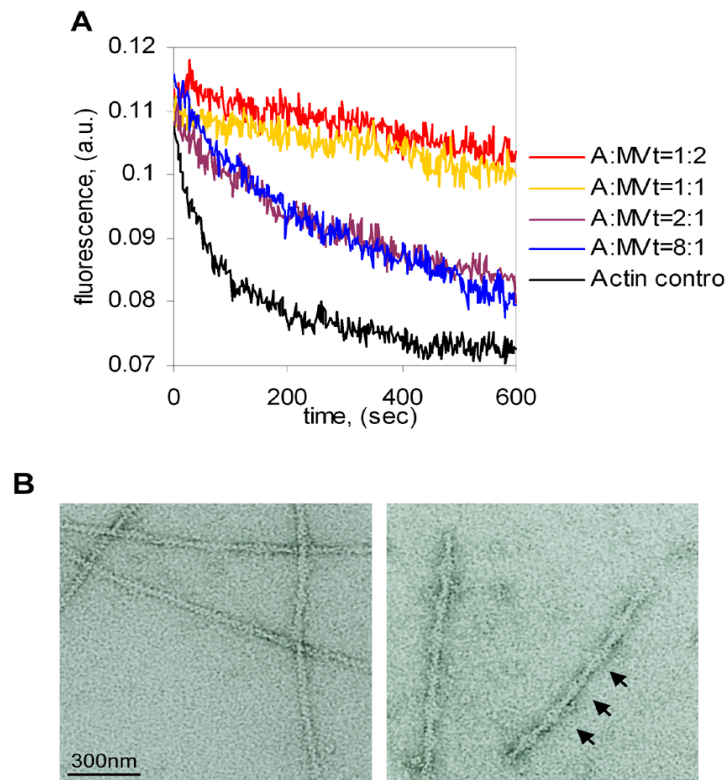 A
0.12
0.11
0.1
0.09
0.08
0.07
fluorescence, (a.u.)
0
200
400
600
time, (sec)
A:MVt=1:2
A:MVt=1:1
A:MVt=2:1
A:MVt=8:1
Actin contro
B
300nm